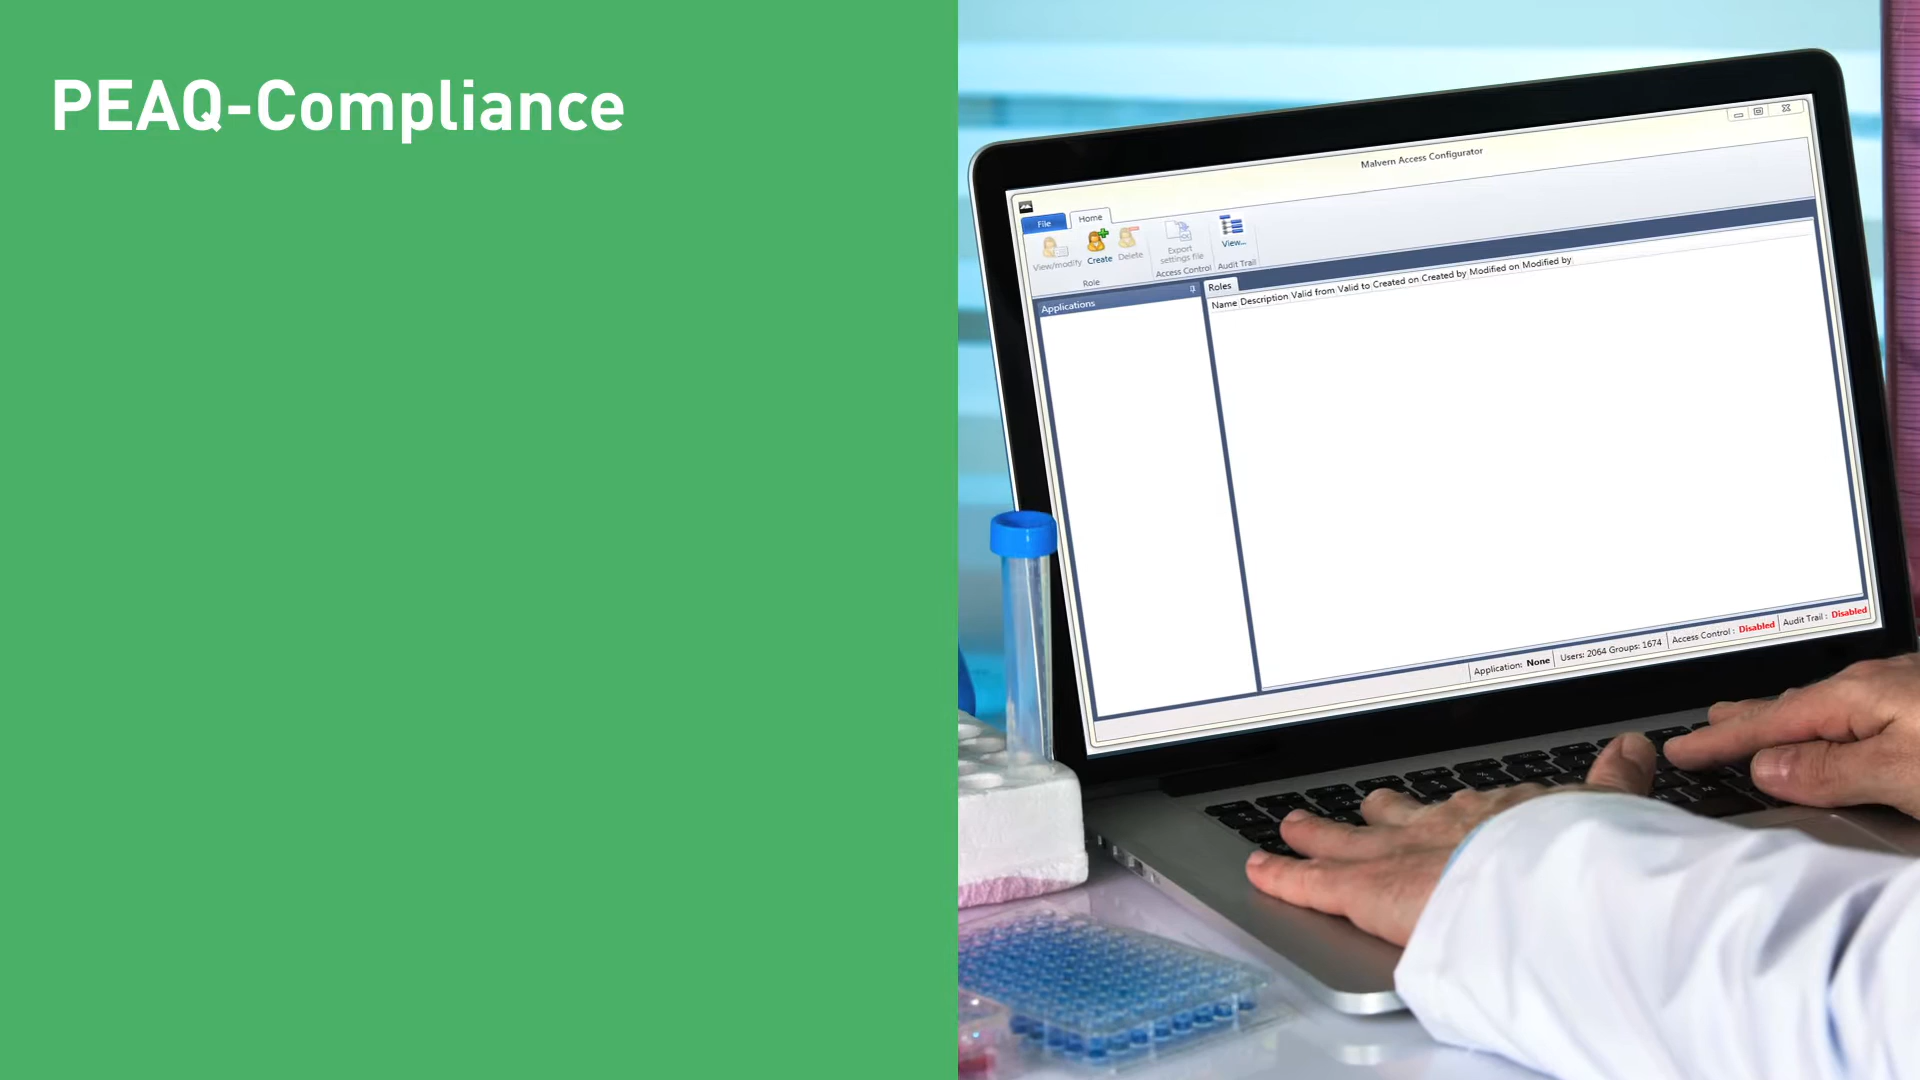 PEAQ-Compliance
Malvern Access Configurator
File
Home
View/modify
Create
Delete
Role
Export
settings file
Access Control
View...
Audit Trail
Applications
Roles
Name Description Valid from Valid to Created on Created by Modified on Modified by
Application: None
Users: 2064 Groups: 1674
Access Control : Disabled
Audit Trail : Disabled